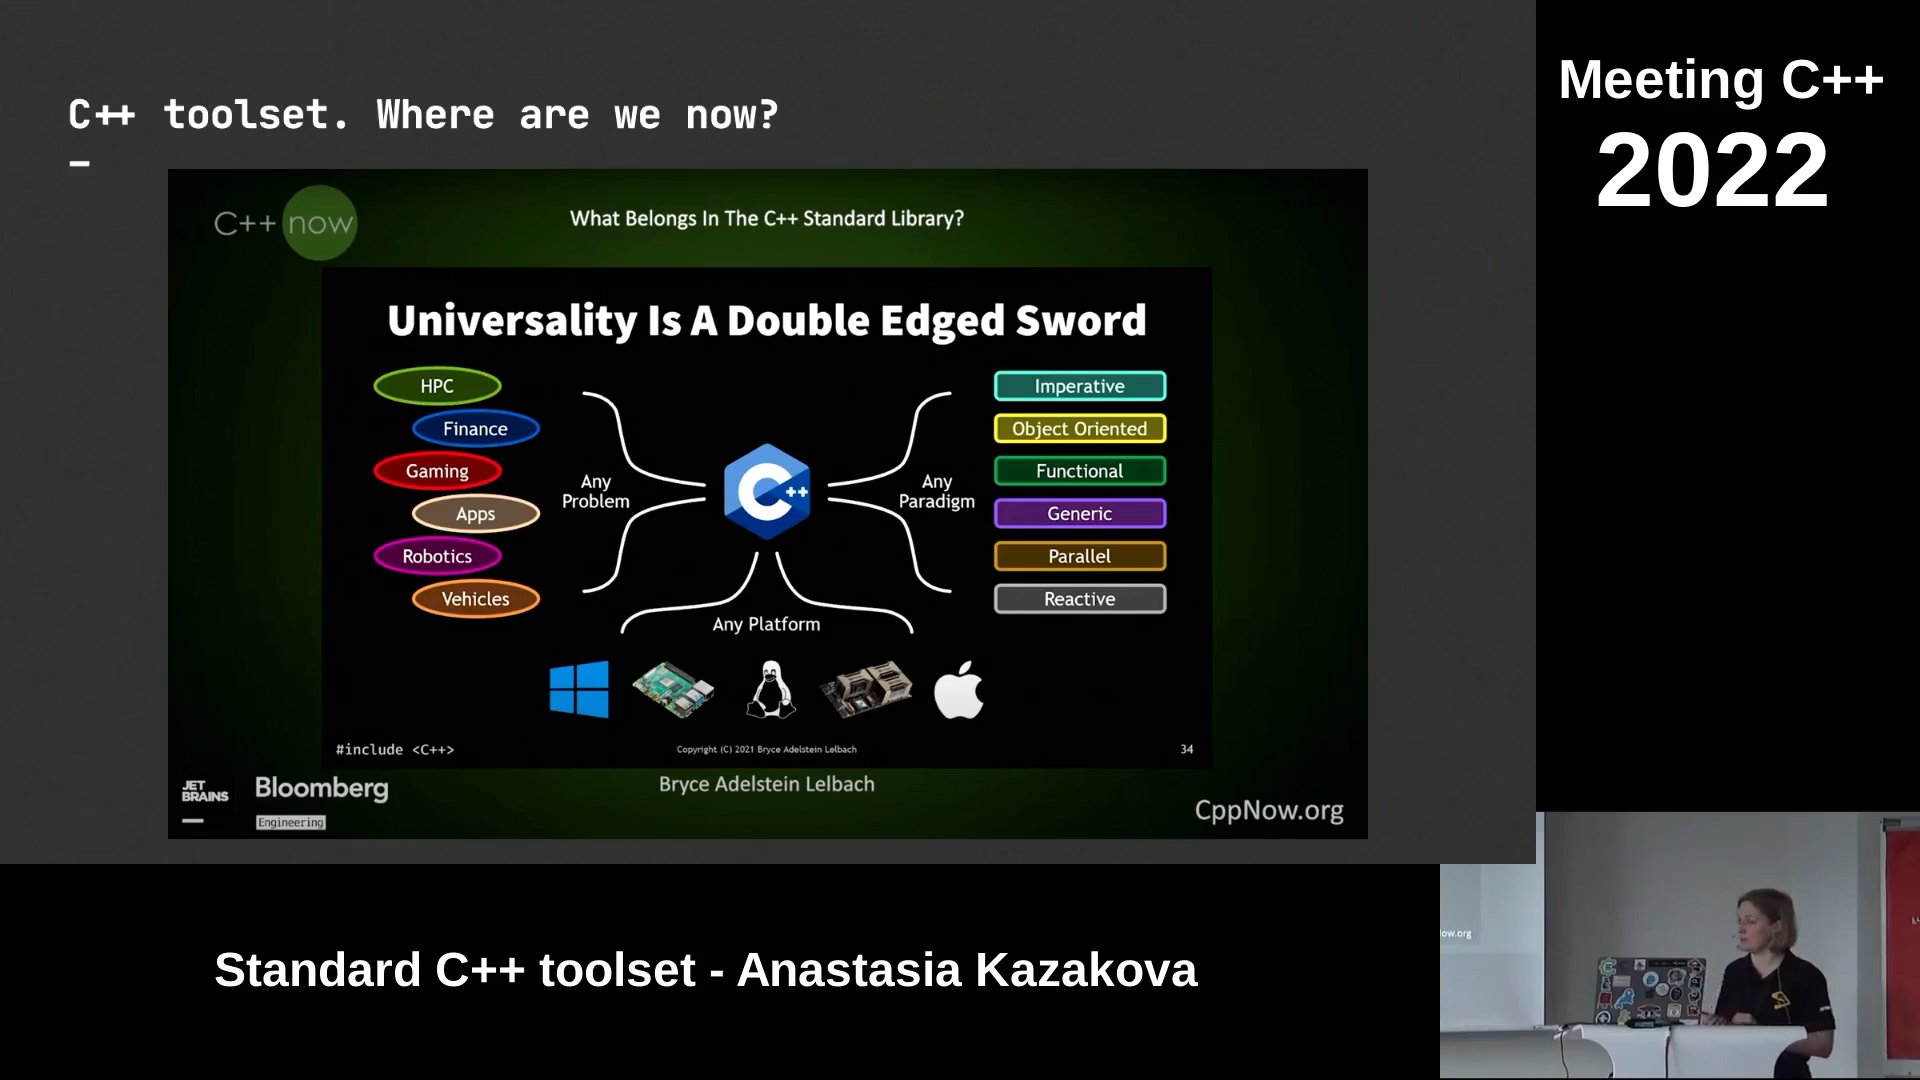 C++ toolset. Where are we now?
C++ now
What Belongs In The C++ Standard Library?
Universality Is A Double Edged Sword
HPC
Finance
Gaming
Apps
Robotics
Vehicles
Any
Problem
C++
Any
Paradigm
Imperative
Object Oriented
Functional
Generic
Parallel
Reactive
Any Platform
#include <C++>
Copyright (C) 2021 Bryce Adelstein Lelbach
34
JET
BRAINS
Bloomberg
Engineering
Bryce Adelstein Lelbach
CppNow.org
Meeting C++
2022
Standard C++ toolset - Anastasia Kazakova
ow.org